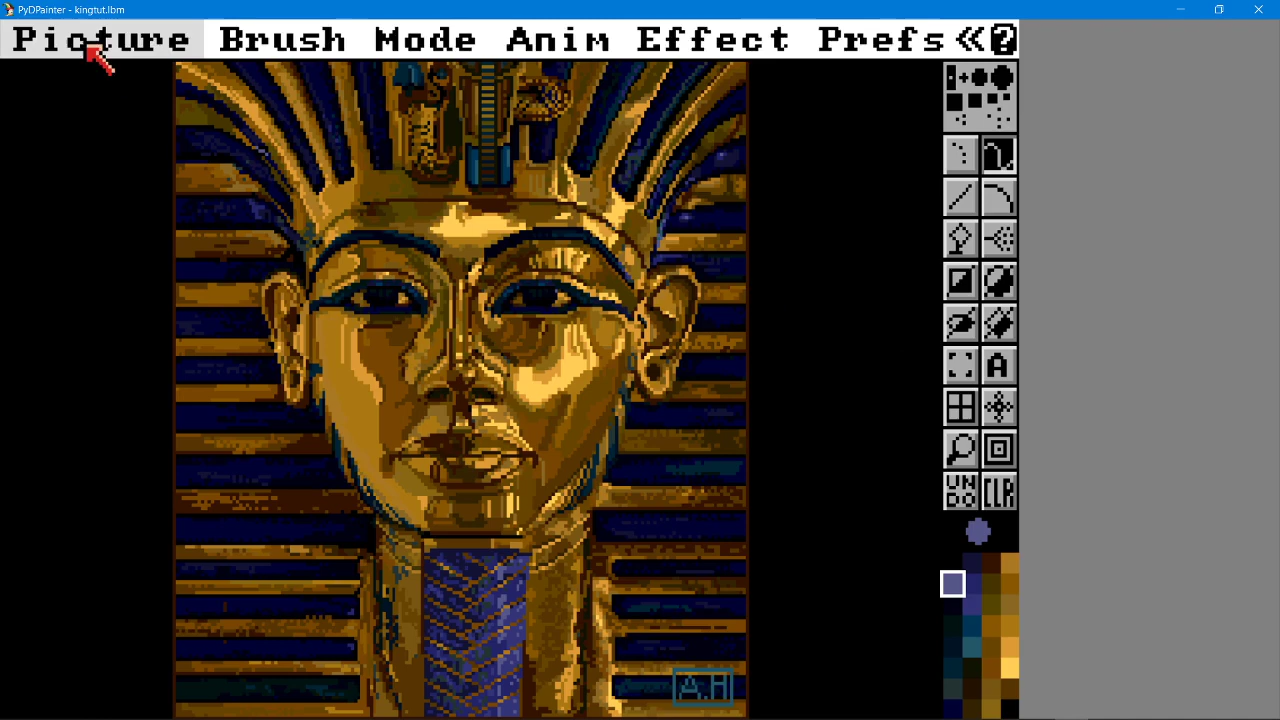 PyDPainter - kingtut.lbm
Picture Brush Mode Anim Effect Prefs «?
A
UN
DO CLR
A.H